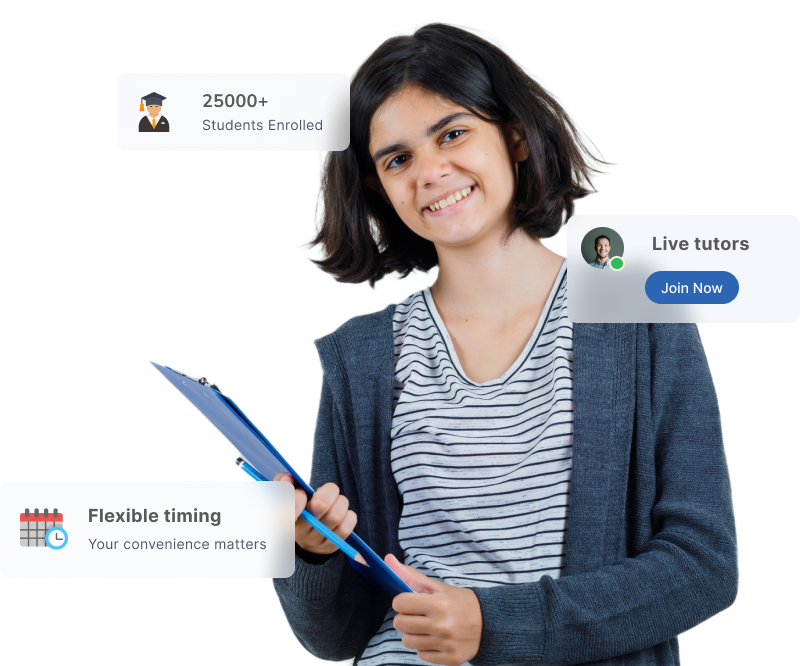 25000+
Students Enrolled
Live tutors
Join Now
Flexible timing
Your convenience matters